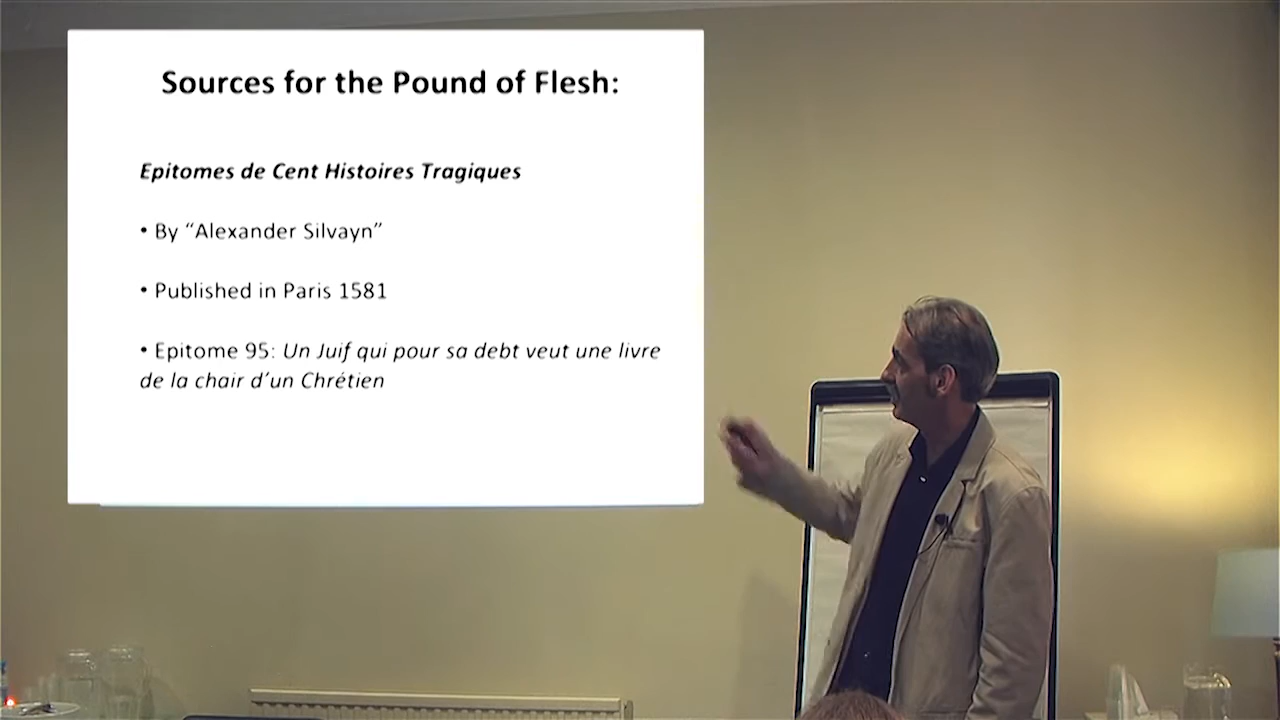 Sources for the Pound of Flesh:
Epitomes de Cent Histoires Tragiques
• By “Alexander Silvayn”
• Published in Paris 1581
• Epitome 95: Un Juif qui pour sa debt veut une livre
de la chair d’un Chrétien